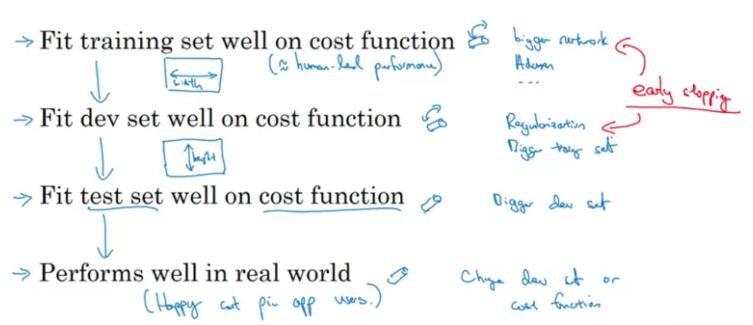 → Fit training set well on cost function
bigger network
(≈ human-level performance)
Adam
...
width
early stopping
→ Fit dev set well on cost function
Regularization
Bigger training set
height
→ Fit test set well on cost function
Bigger dev set
→ Performs well in real world
Change dev set or
(Happy cat pic app users.)
cost function